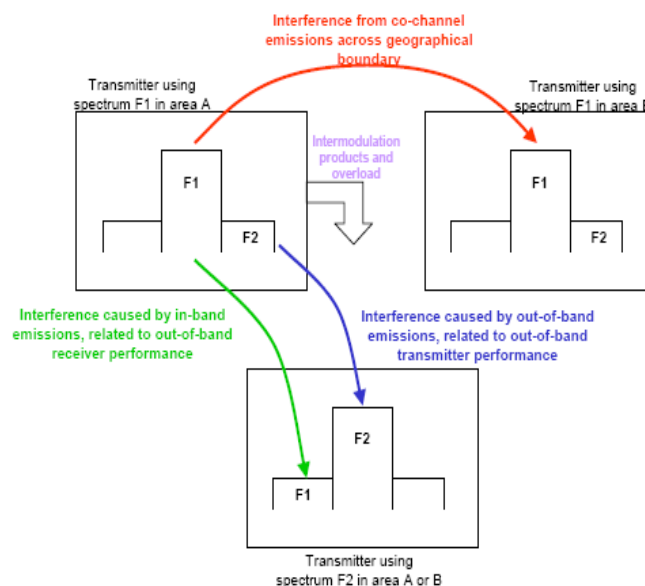 Interference from co-channel
emissions across geographical
boundary
Transmitter using
spectrum F1 in area A
Transmitter using
spectrum F1 in area
Intermodulation
products and
overload
F1
F2
F1
F2
Interference caused by in-band
emissions, related to out-of-band
receiver performance
Interference caused by out-of-band
emissions, related to out-of-band
transmitter performance
F2
F1
Transmitter using
spectrum F2 in area A or B